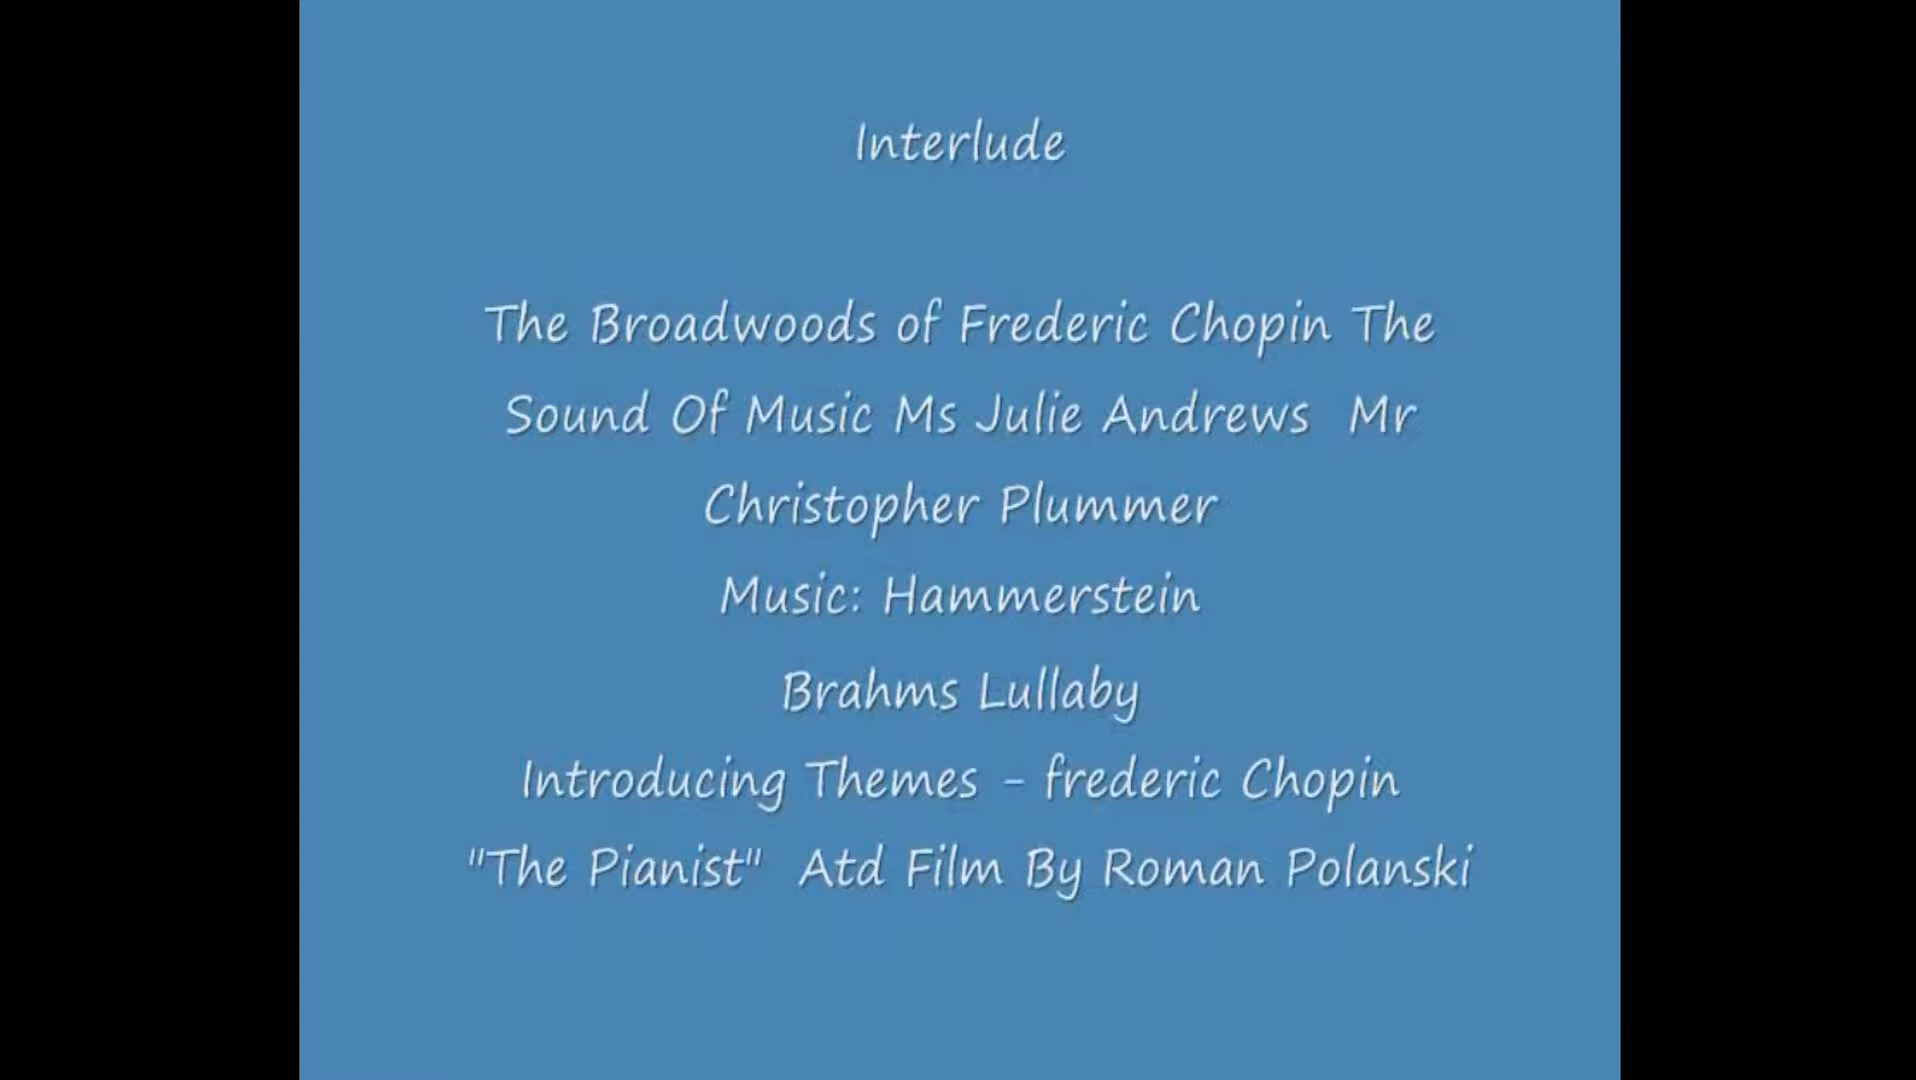 Interlude
The Broadwoods of Frederic Chopin The
Sound Of Music Ms Julie Andrews  Mr
Christopher Plummer
Music: Hammerstein
Brahms Lullaby
Introducing Themes - frederic Chopin
"The Pianist"  Atd Film By Roman Polanski